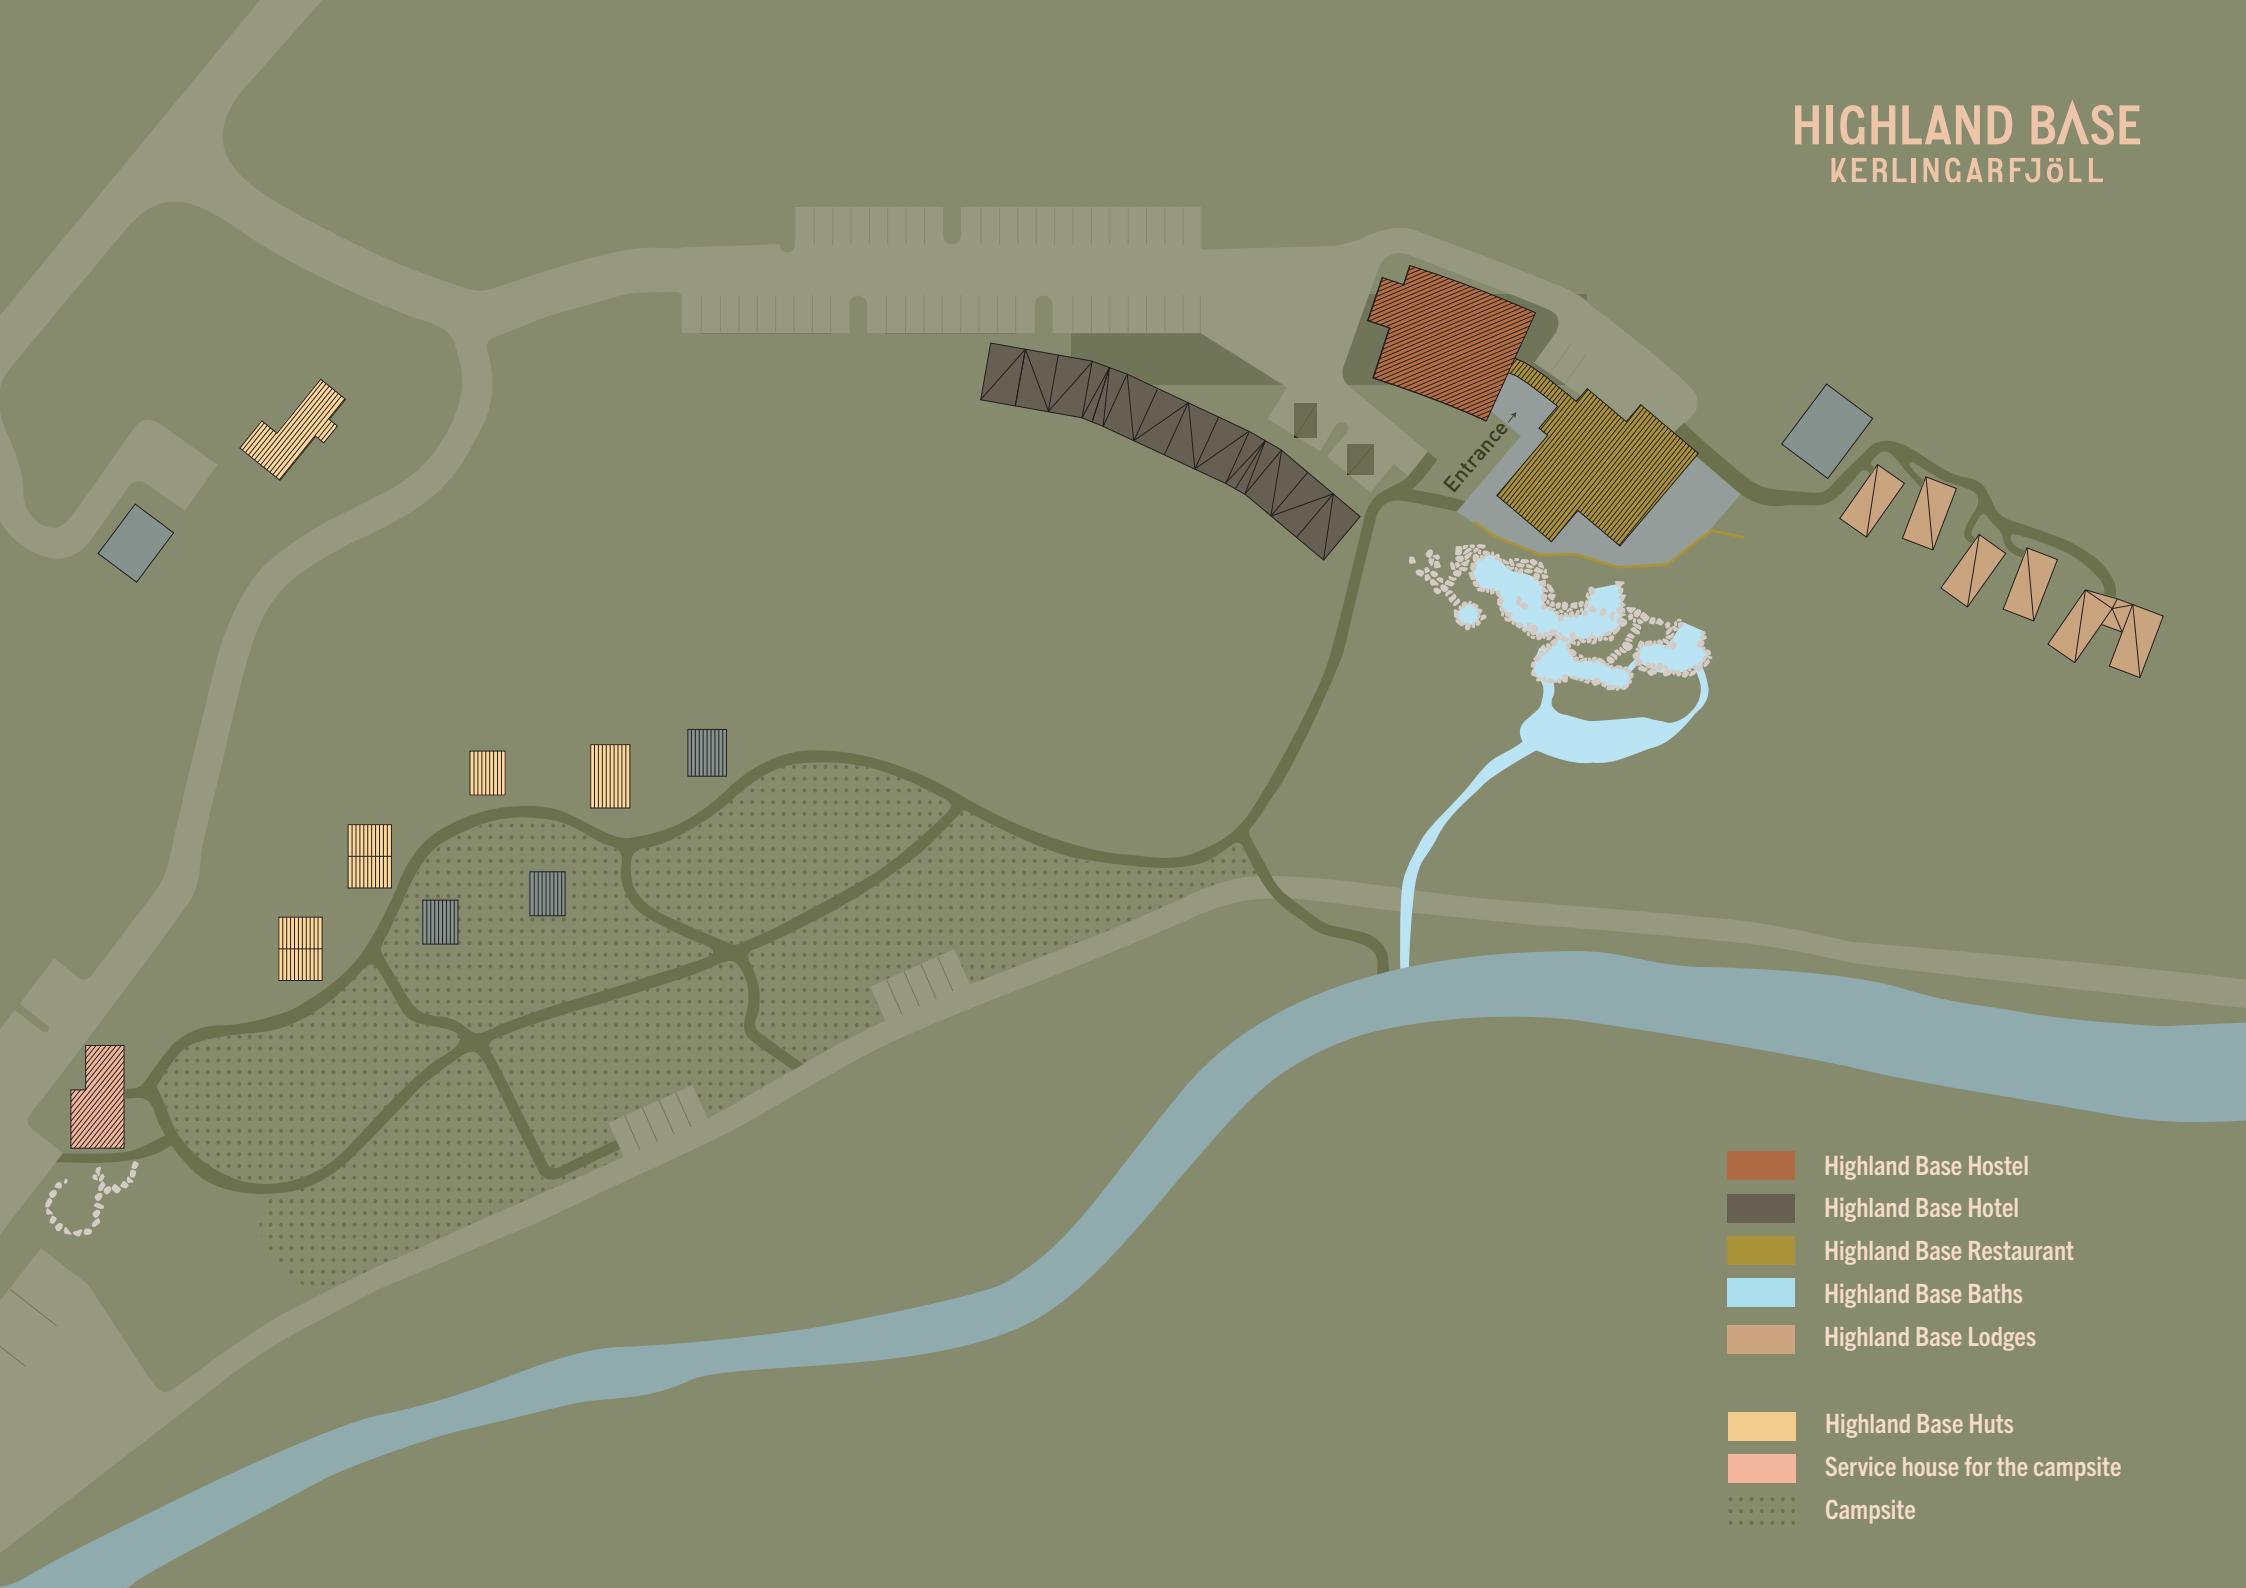 HIGHLAND BASE
KERLINGARFJÖLL
Entrance
Highland Base Hostel
Highland Base Hotel
Highland Base Restaurant
Highland Base Baths
Highland Base Lodges
Highland Base Huts
Service house for the campsite
Campsite